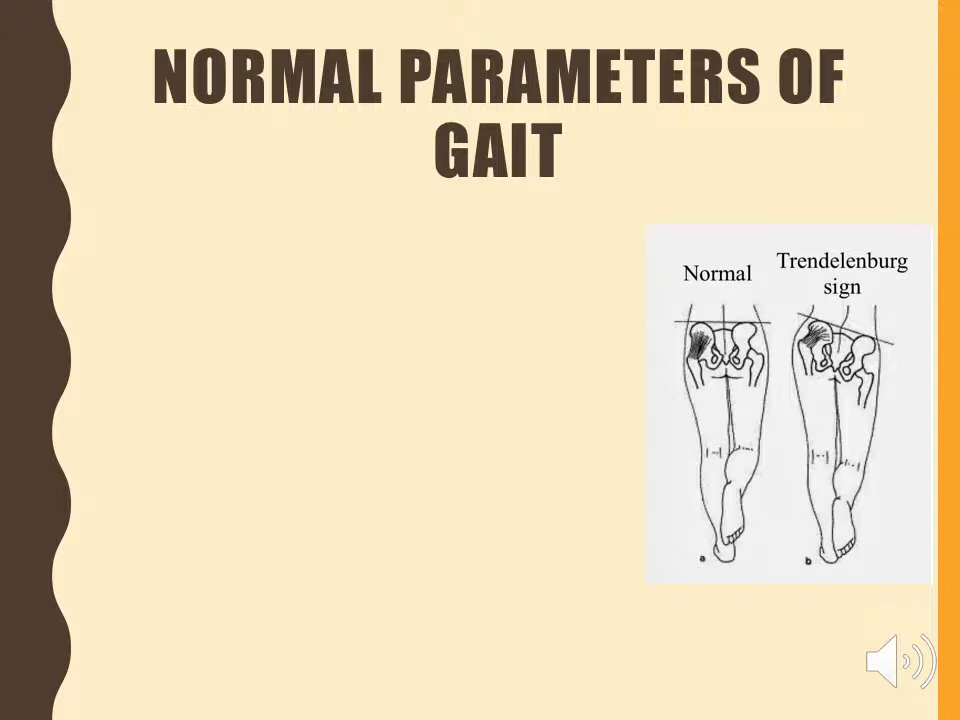 NORMAL PARAMETERS OF
GAIT
Normal
Trendelenburg
sign
a
b